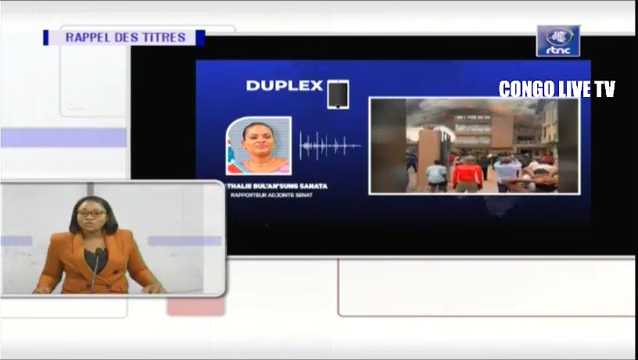 RAPPEL DES TITRES
rtnc
DUPLEX
CONGO LIVE TV
THALIE BUL'AN'SUNG SANATA
RAPPORTEUR ADJOINTE SENAT